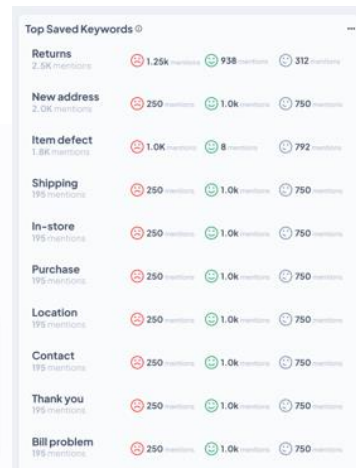 Top Saved Keywords
Returns
2.5K mentions
1.25k mentions 938 mentions 312 mentions
New address
2.0K mentions
250 mentions 1.0k mentions 750 mentions
Item defect
1.8K mentions
1.0K mentions 8 mentions 792 mentions
Shipping
195 mentions
250 mentions 1.0k mentions 750 mentions
In-store
195 mentions
250 mentions 1.0k mentions 750 mentions
Purchase
195 mentions
250 mentions 1.0k mentions 750 mentions
Location
195 mentions
250 mentions 1.0k mentions 750 mentions
Contact
195 mentions
250 mentions 1.0k mentions 750 mentions
Thank you
195 mentions
250 mentions 1.0k mentions 750 mentions
Bill problem
195 mentions
250 mentions 1.0k mentions 750 mentions